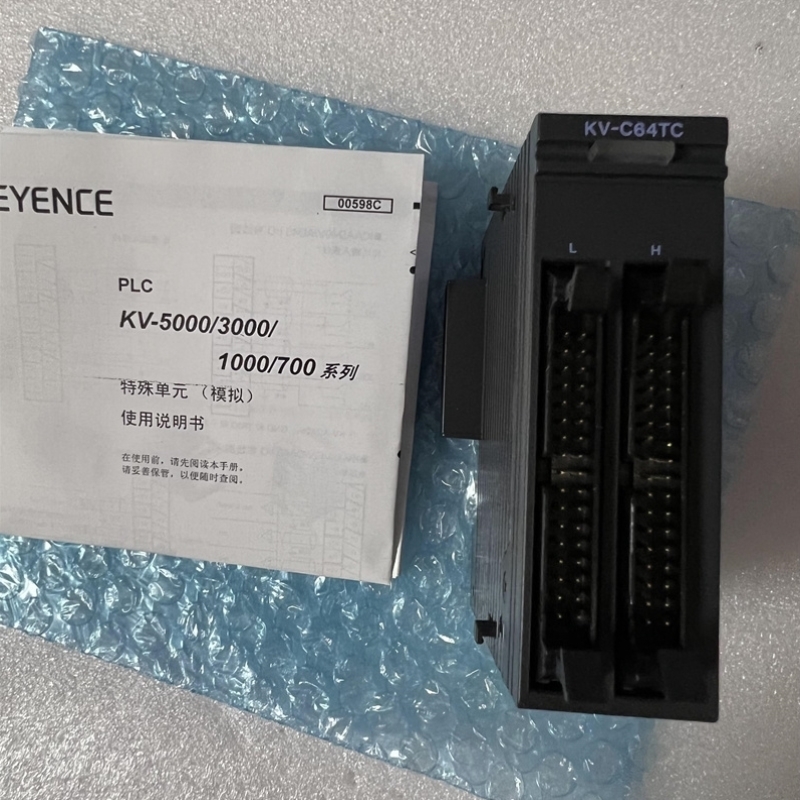 EYENCE
00598C
PLC
KV-5000/3000/
1000/700 系列
特殊单元 （模拟）
使用说明书
在使用前，请先阅读本手册。
请妥善保管，以便随时查阅。
KV-C64TC
L H